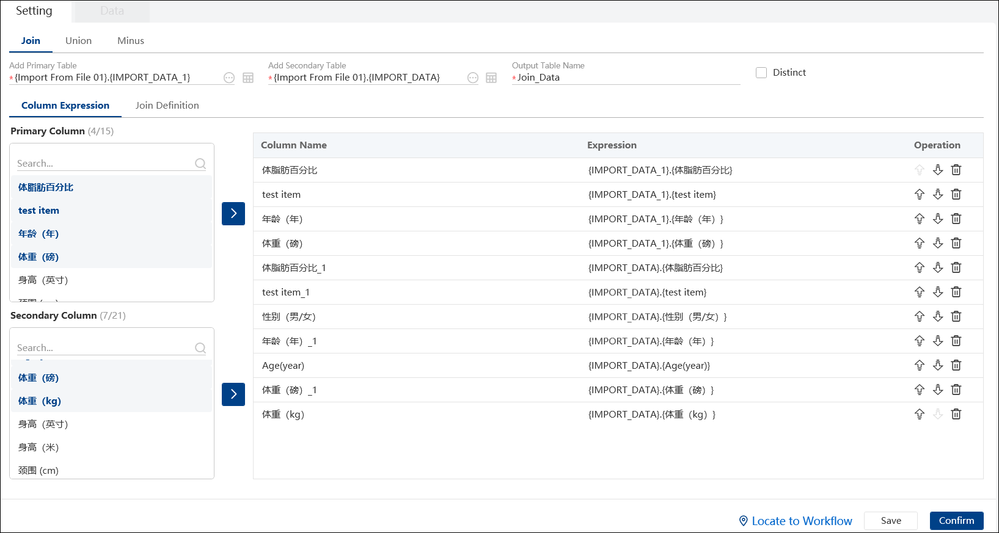 Setting
Data
Join
Union
Minus
Add Primary Table
*{Import From File 01}.{IMPORT_DATA_1}
Add Secondary Table
*{Import From File 01}.{IMPORT_DATA}
Output Table Name
*Join_Data
Distinct
Column Expression
Join Definition
Primary Column (4/15)
Search...
体脂肪百分比
test item
年龄（年）
体重（磅）
身高（英寸）
Secondary Column (7/21)
Search...
体重（磅）
体重（kg）
身高（英寸）
身高（米）
颈围 (cm)
Column Name Expression Operation
体脂肪百分比 {IMPORT_DATA_1}.{体脂肪百分比}
test item {IMPORT_DATA_1}.{test item}
年龄（年） {IMPORT_DATA_1}.{年龄（年）}
体重（磅） {IMPORT_DATA_1}.{体重（磅）}
体脂肪百分比_1 {IMPORT_DATA}.{体脂肪百分比}
test item_1 {IMPORT_DATA}.{test item}
性别（男/女） {IMPORT_DATA}.{性别（男/女）}
年龄（年）_1 {IMPORT_DATA}.{年龄（年）}
Age(year) {IMPORT_DATA}.{Age(year)}
体重（磅）_1 {IMPORT_DATA}.{体重（磅）}
体重（kg） {IMPORT_DATA}.{体重（kg）}
Locate to Workflow
Save
Confirm